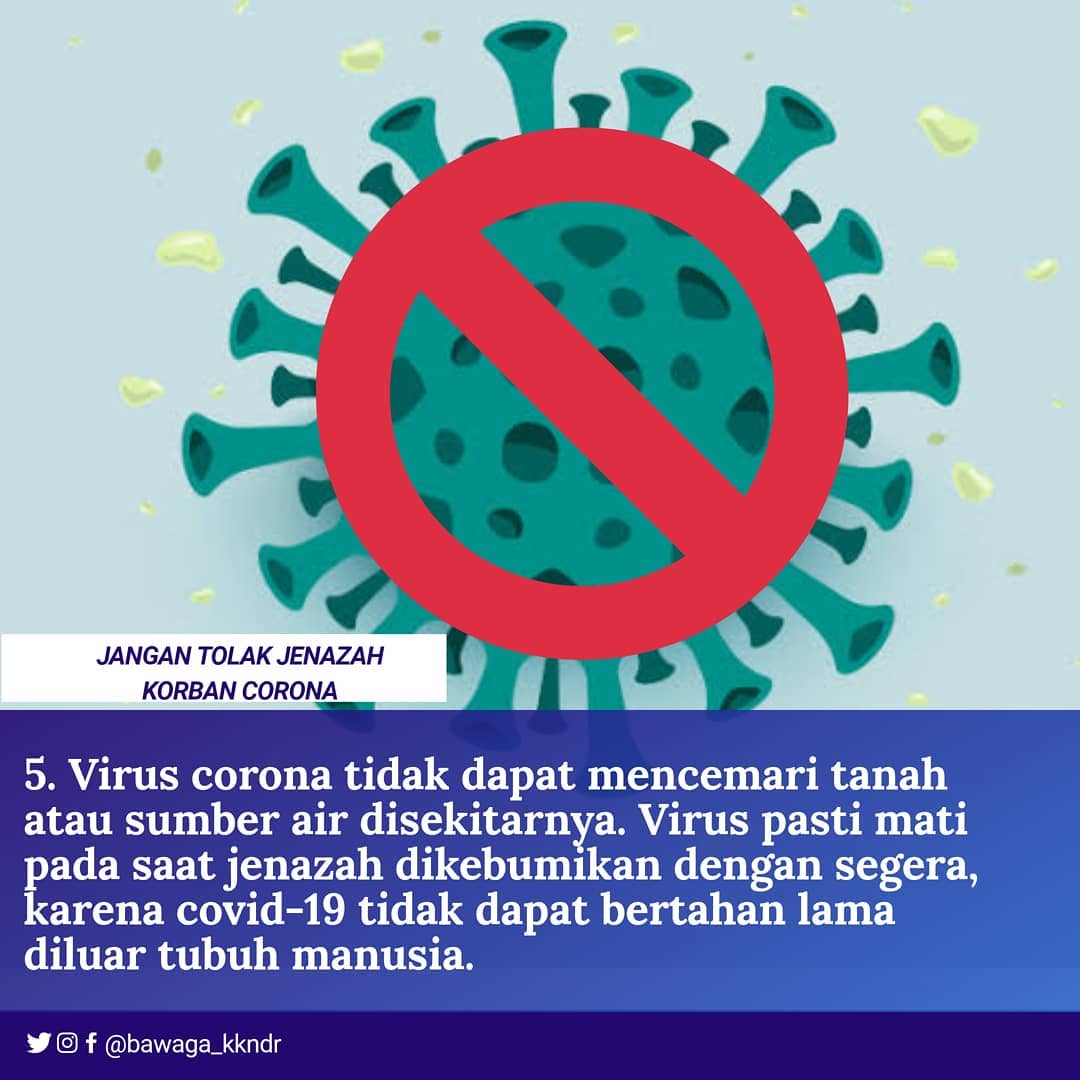 JANGAN TOLAK JENAZAH
KORBAN CORONA
5. Virus corona tidak dapat mencemari tanah
atau sumber air disekitarnya. Virus pasti mati
pada saat jenazah dikebumikan dengan segera,
karena covid-19 tidak dapat bertahan lama
diluar tubuh manusia.
@bawaga_kkndr